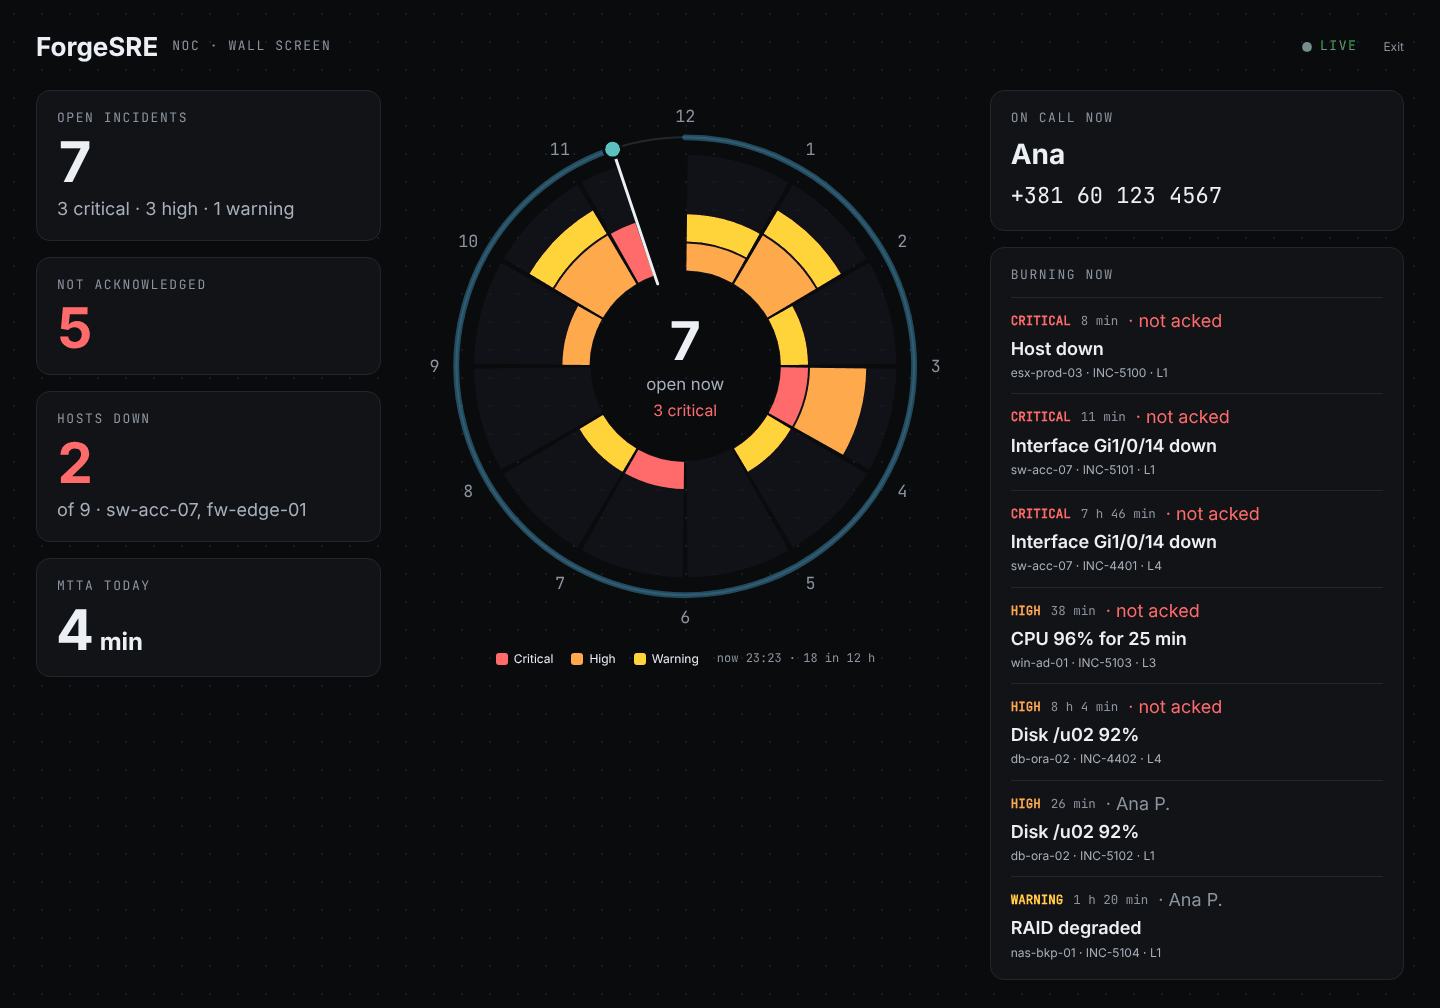 ForgeSRE NOC · WALL SCREEN
LIVE Exit
OPEN INCIDENTS
7
3 critical · 3 high · 1 warning
NOT ACKNOWLEDGED
5
HOSTS DOWN
2
of 9 · sw-acc-07, fw-edge-01
MTTA TODAY
4 min
12
1
2
3
4
5
6
7
8
9
10
11
7
open now
3 critical
Critical High Warning now 23:23 · 18 in 12 h
ON CALL NOW
Ana
+381 60 123 4567
BURNING NOW
CRITICAL 8 min · not acked
Host down
esx-prod-03 · INC-5100 · L1
CRITICAL 11 min · not acked
Interface Gi1/0/14 down
sw-acc-07 · INC-5101 · L1
CRITICAL 7 h 46 min · not acked
Interface Gi1/0/14 down
sw-acc-07 · INC-4401 · L4
HIGH 38 min · not acked
CPU 96% for 25 min
win-ad-01 · INC-5103 · L3
HIGH 8 h 4 min · not acked
Disk /u02 92%
db-ora-02 · INC-4402 · L4
HIGH 26 min · Ana P.
Disk /u02 92%
db-ora-02 · INC-5102 · L1
WARNING 1 h 20 min · Ana P.
RAID degraded
nas-bkp-01 · INC-5104 · L1